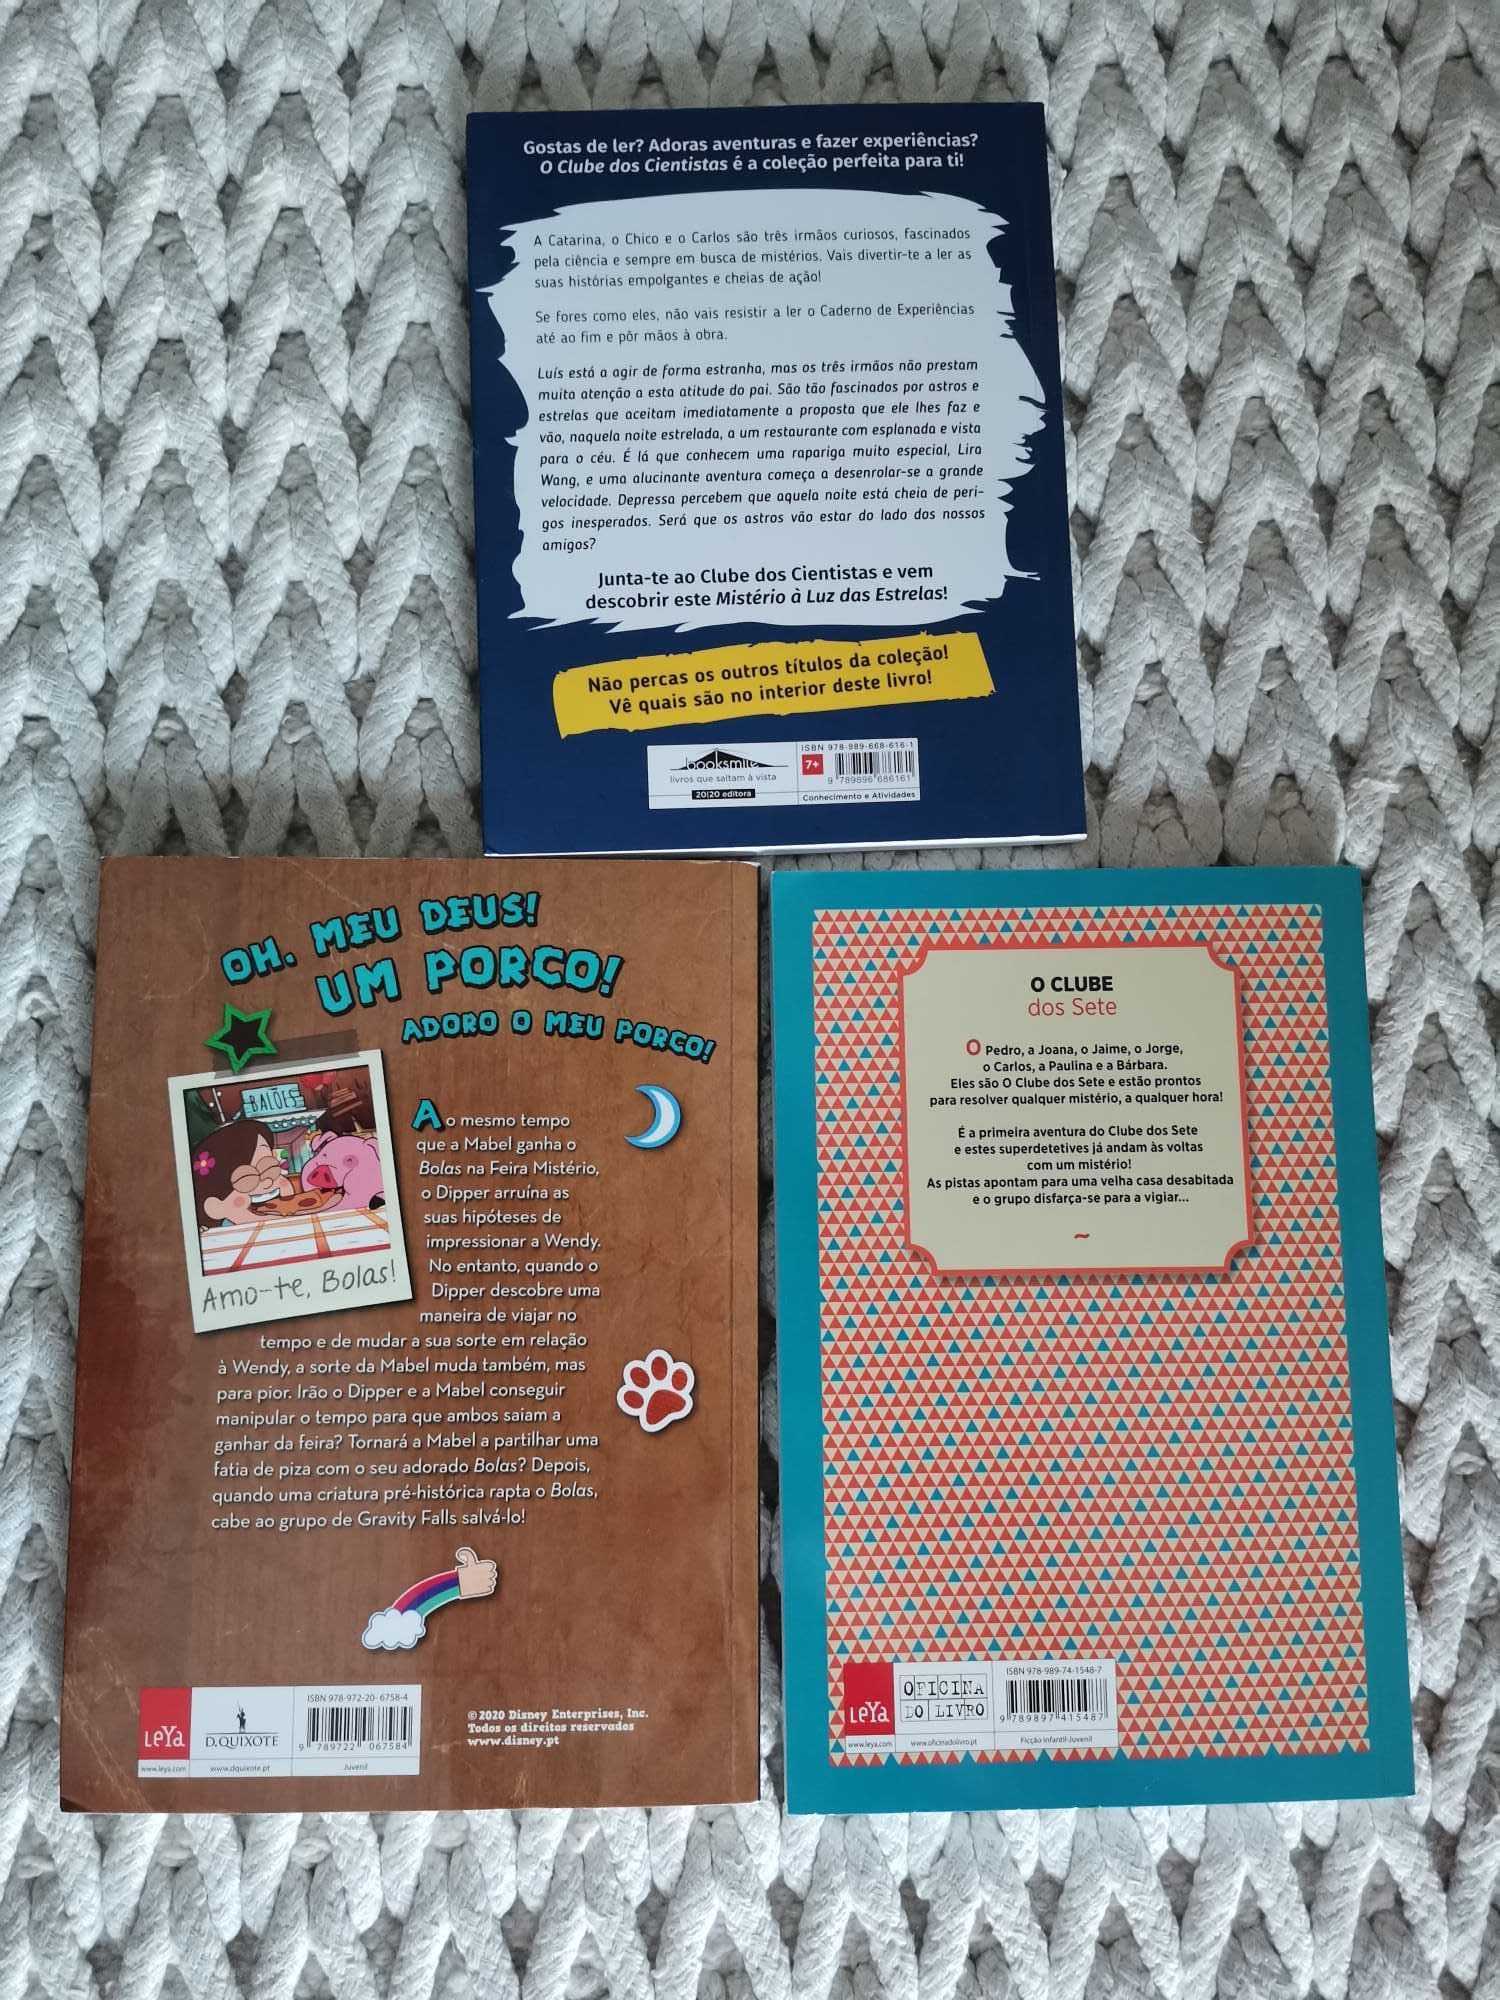 Gostas de ler? Adoras aventuras e fazer experiências?
O Clube dos Cientistas é a coleção perfeita para ti!
A Catarina, o Chico e o Carlos são três irmãos curiosos, fascinados
pela ciência e sempre em busca de mistérios. Vais divertir-te a ler as
suas histórias empolgantes e cheias de ação!
Se fores como eles, não vais resistir a ler o Caderno de Experiências
até ao fim e pôr mãos à obra.
Luís está a agir de forma estranha, mas os três irmãos não prestam
muita atenção a esta atitude do pai. São tão fascinados por astros e
estrelas que aceitam imediatamente a proposta que ele lhes faz e
vão, naquela noite estrelada, a um restaurante com esplanada e vista
para o céu. É lá que conhecem uma rapariga muito especial, Lira
Wang, e uma alucinante aventura começa a desenrolar-se a grande
velocidade. Depressa percebem que aquela noite está cheia de peri-
gos inesperados. Será que os astros vão estar do lado dos nossos
amigos?
Junta-te ao Clube dos Cientistas e vem
descobrir este Mistério à Luz das Estrelas!
Não percas os outros títulos da coleção!
Vê quais são no interior deste livro!
booksmile
livros que saltam à vista
20|20 editora
ISBN 978-989-668-616-1
7+
9 789896 686161
Conhecimento e Atividades
OH, MEU DEUS!
UM PORCO!
ADORO O MEU PORCO!
BALÕES
Amo-te, Bolas!
Ao mesmo tempo
que a Mabel ganha o
Bolas na Feira Mistério,
o Dipper arruína as
suas hipóteses de
impressionar a Wendy.
No entanto, quando o
Dipper descobre uma
maneira de viajar no
tempo e de mudar a sua sorte em relação
à Wendy, a sorte da Mabel muda também, mas
para pior. Irão o Dipper e a Mabel conseguir
manipular o tempo para que ambos saiam a
ganhar da feira? Tornará a Mabel a partilhar uma
fatia de piza com o seu adorado Bolas? Depois,
quando uma criatura pré-histórica rapta o Bolas,
cabe ao grupo de Gravity Falls salvá-lo!
LeYa
www.leya.com
D.QUIXOTE
www.dquixote.pt
ISBN 978-972-20-6758-4
9 789722 067584
Juvenil
©2020 Disney Enterprises, Inc.
Todos os direitos reservados
www.disney.pt
O CLUBE
dos Sete
O Pedro, a Joana, o Jaime, o Jorge,
o Carlos, a Paulina e a Bárbara.
Eles são O Clube dos Sete e estão prontos
para resolver qualquer mistério, a qualquer hora!
É a primeira aventura do Clube dos Sete
e estes superdetetives já andam às voltas
com um mistério!
As pistas apontam para uma velha casa desabitada
e o grupo disfarça-se para a vigiar...
~
LeYa
www.leya.com
OFICINA
DO LIVRO
www.oficinadolivro.pt
ISBN 978-989-74-1548-7
9 789897 415487
Ficção Infantil-Juvenil